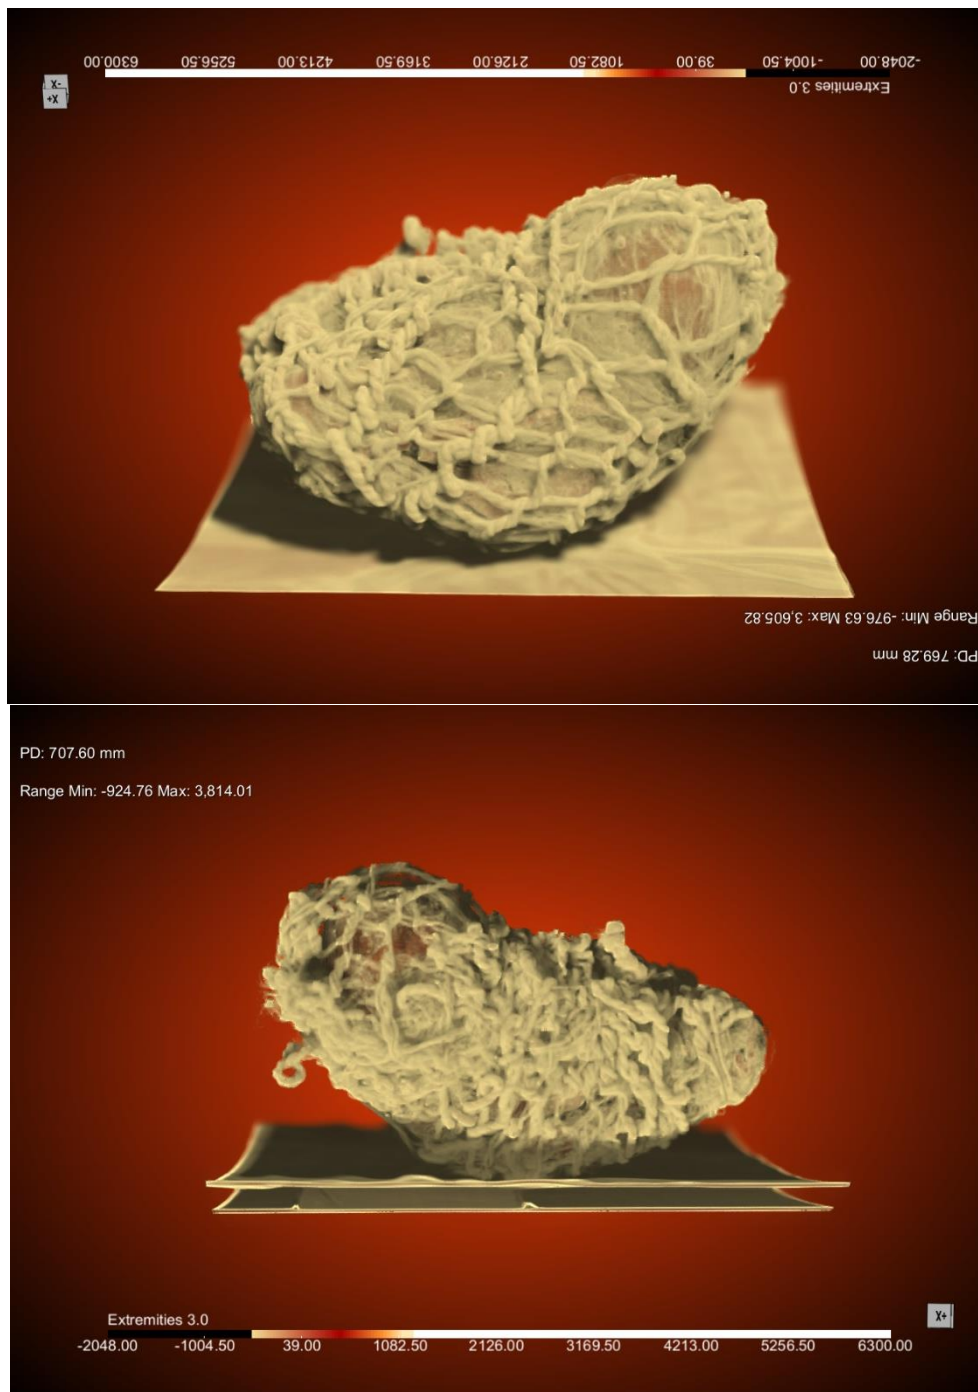 6300.00 5256.50 4213.00 3169.50 2126.00 1082.50 39.00 -1004.50 -2048.00
Extremities 3.0
X-
X+
Range Min: -976.63 Max: 3,605.82
PD: 769.28 mm
PD: 707.60 mm
Range Min: -924.76 Max: 3,814.01
Extremities 3.0
X+
-2048.00 -1004.50 39.00 1082.50 2126.00 3169.50 4213.00 5256.50 6300.00